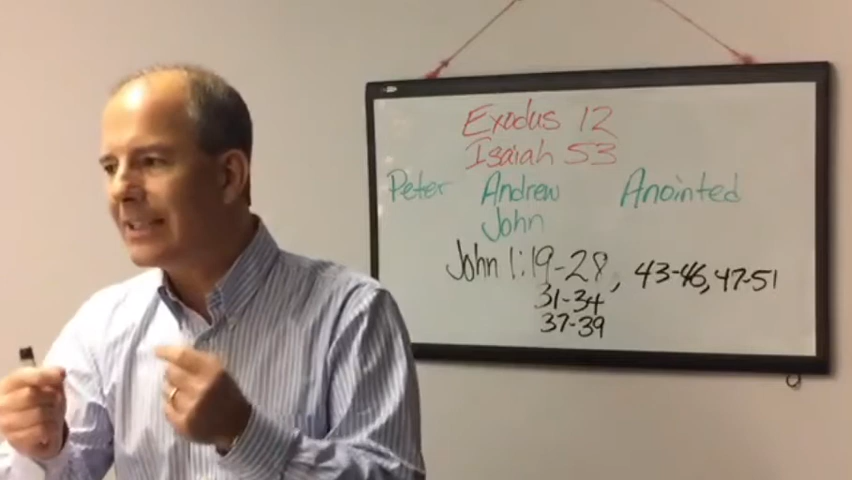 Exodus 12
Isaiah 53
Peter Andrew Anointed
John
John 1:19-28, 43-46, 47-51
31-34
37-39